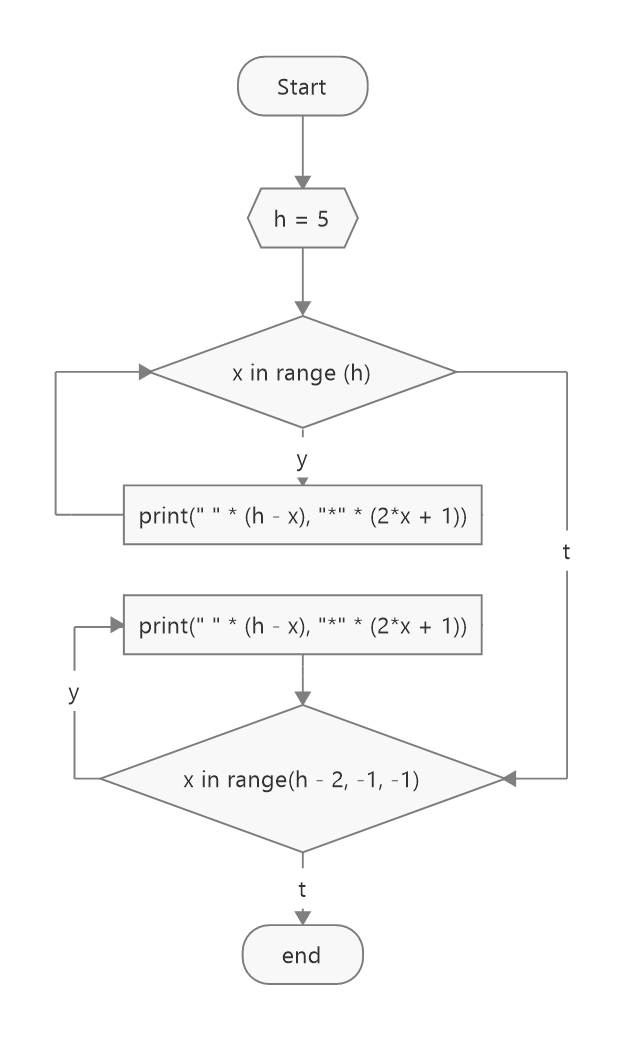 Start
h = 5
x in range (h)
y
print(" " * (h - x), "*" * (2*x + 1))
t
print(" " * (h - x), "*" * (2*x + 1))
y
x in range(h - 2, -1, -1)
t
end